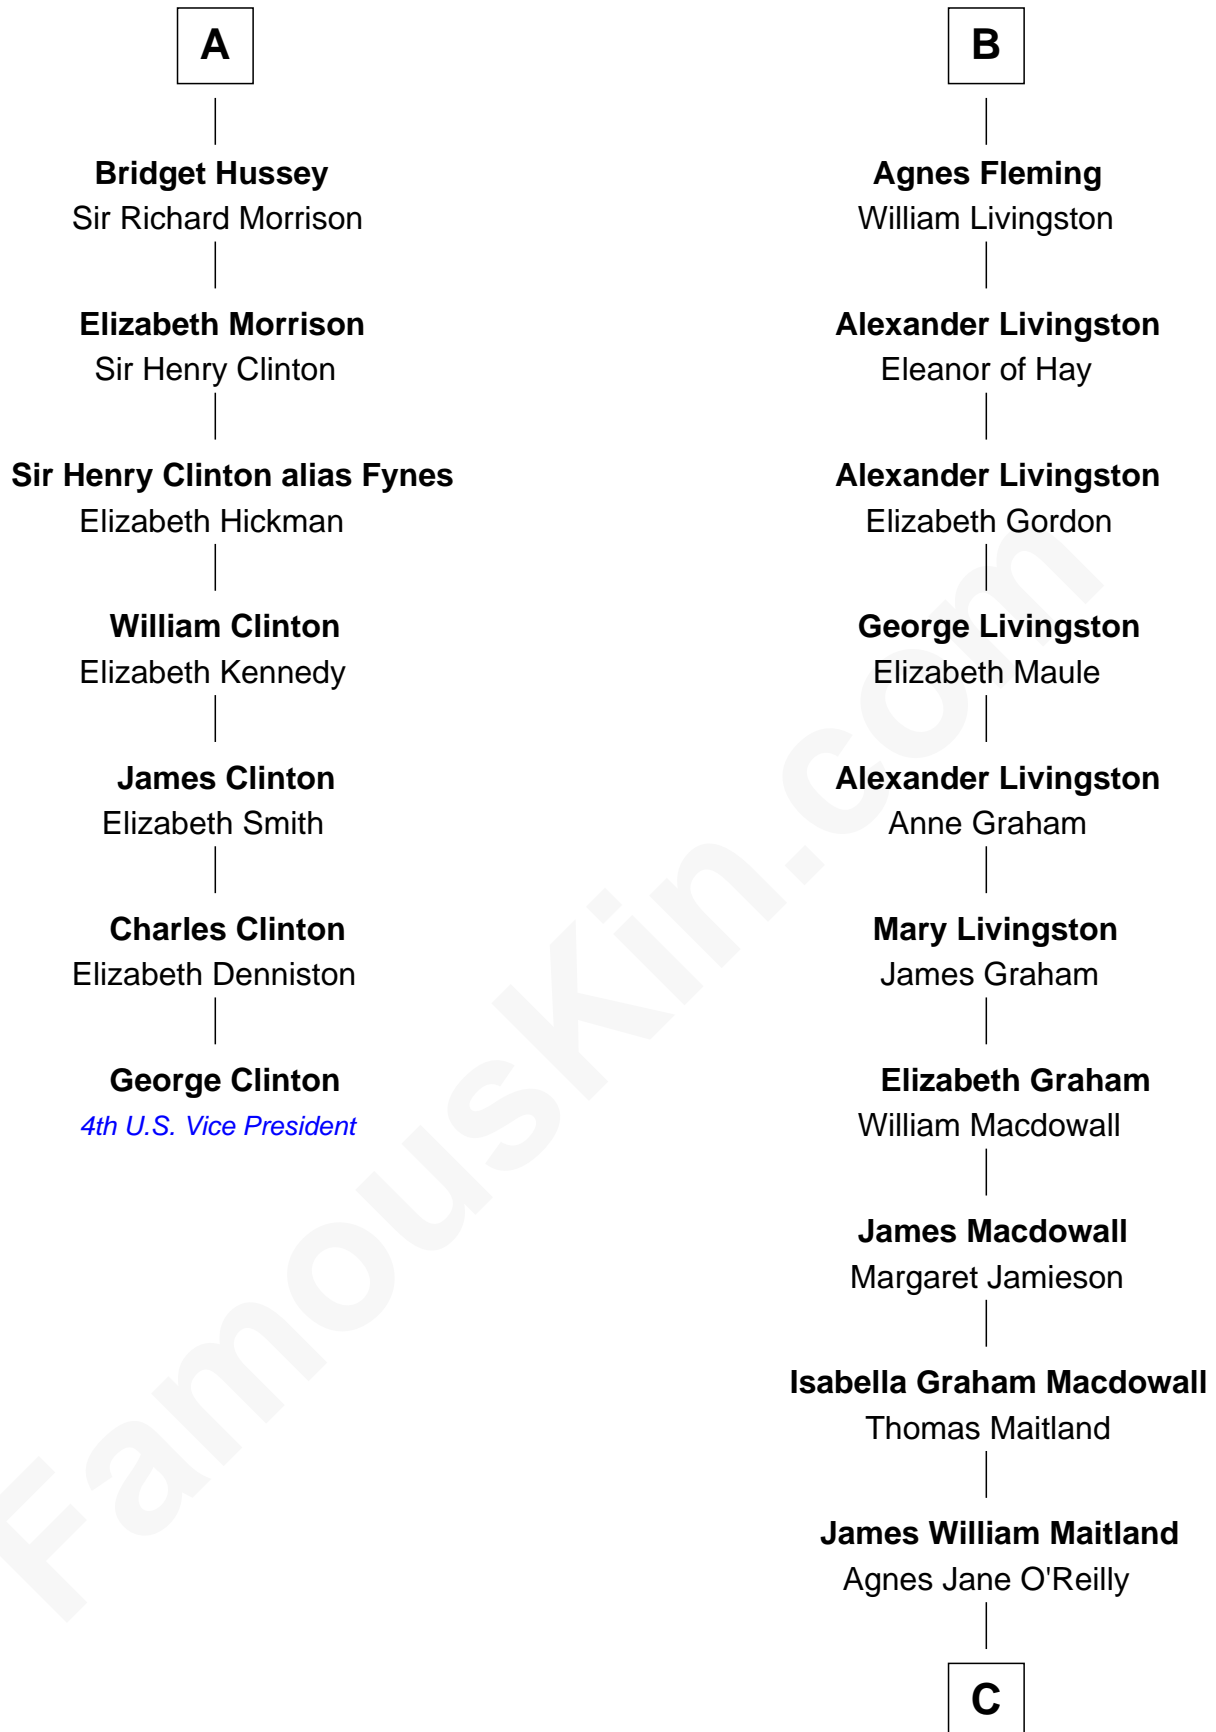 A
Bridget Hussey
Sir Richard Morrison
Elizabeth Morrison
Sir Henry Clinton
Sir Henry Clinton alias Fynes
Elizabeth Hickman
William Clinton
Elizabeth Kennedy
James Clinton
Elizabeth Smith
Charles Clinton
Elizabeth Denniston
George Clinton
4th U.S. Vice President
B
Agnes Fleming
William Livingston
Alexander Livingston
Eleanor of Hay
Alexander Livingston
Elizabeth Gordon
George Livingston
Elizabeth Maule
Alexander Livingston
Anne Graham
Mary Livingston
James Graham
Elizabeth Graham
William Macdowall
James Macdowall
Margaret Jamieson
Isabella Graham Macdowall
Thomas Maitland
James William Maitland
Agnes Jane O'Reilly
C
FamousKin.com